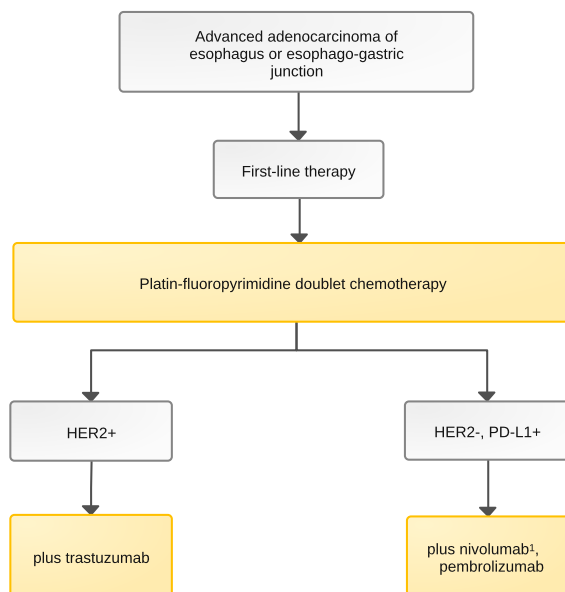 Advanced adenocarcinoma of
esophagus or esophago-gastric
junction
First-line therapy
Platin-fluoropyrimidine doublet chemotherapy
HER2+
HER2-, PD-L1+
plus trastuzumab
plus nivolumab¹,
pembrolizumab